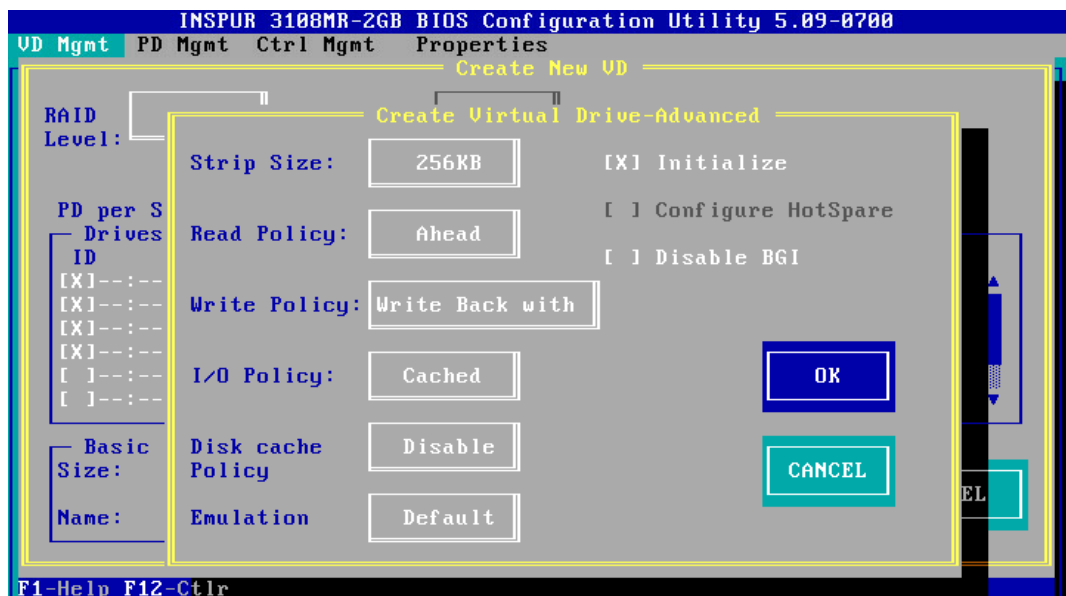 INSPUR 3108MR-2GB BIOS Configuration Utility 5.09-0700
VD Mgmt PD Mgmt Ctrl Mgmt Properties
Create New VD
RAID
Level:
PD per S
Drives
ID
[X]--:--
[X]--:--
[X]--:--
[X]--:--
[ ]--:--
[ ]--:--
Basic
Size:
Name:
Create Virtual Drive-Advanced
Strip Size: 256KB [X] Initialize
[ ] Configure HotSpare
Read Policy: Ahead
[ ] Disable BGI
Write Policy: Write Back with
I/O Policy: Cached
OK
Disk cache
Policy
Disable
CANCEL
EL
Emulation Default
F1-Help F12-Ctlr